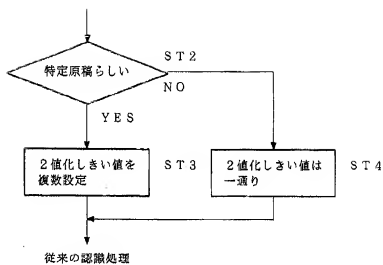 ST2
特定原稿らしい
NO
YES
2値化しきい値を
複数設定
ST3
2値化しきい値は
一通り
ST4
従来の認識処理